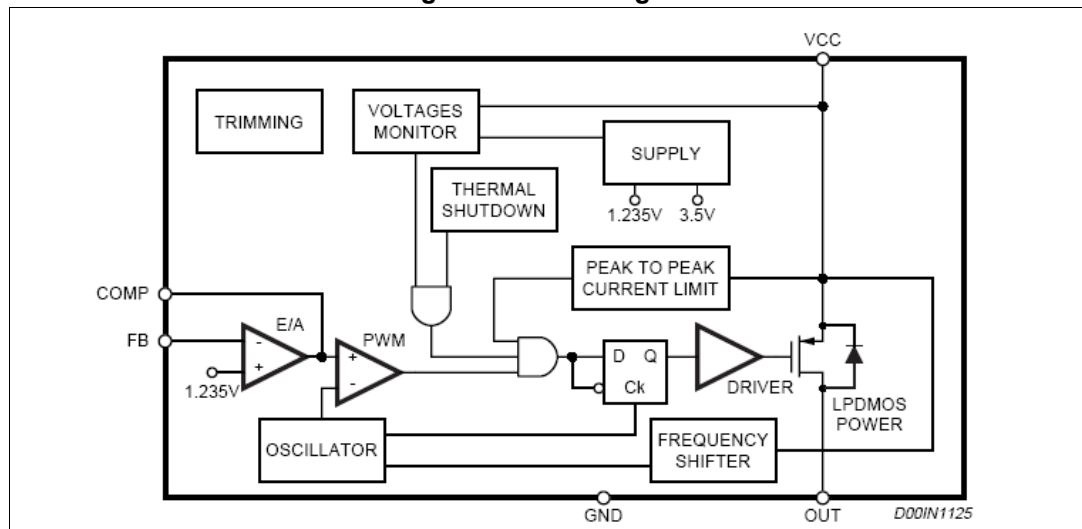 VCC
TRIMMING
VOLTAGES
MONITOR
SUPPLY
1.235V
3.5V
THERMAL
SHUTDOWN
PEAK TO PEAK
CURRENT LIMIT
COMP
FB
E/A
-
+
1.235V
PWM
+
-
D Q
Ck
DRIVER
LPDMOS
POWER
OSCILLATOR
FREQUENCY
SHIFTER
GND
OUT
D00IN1125